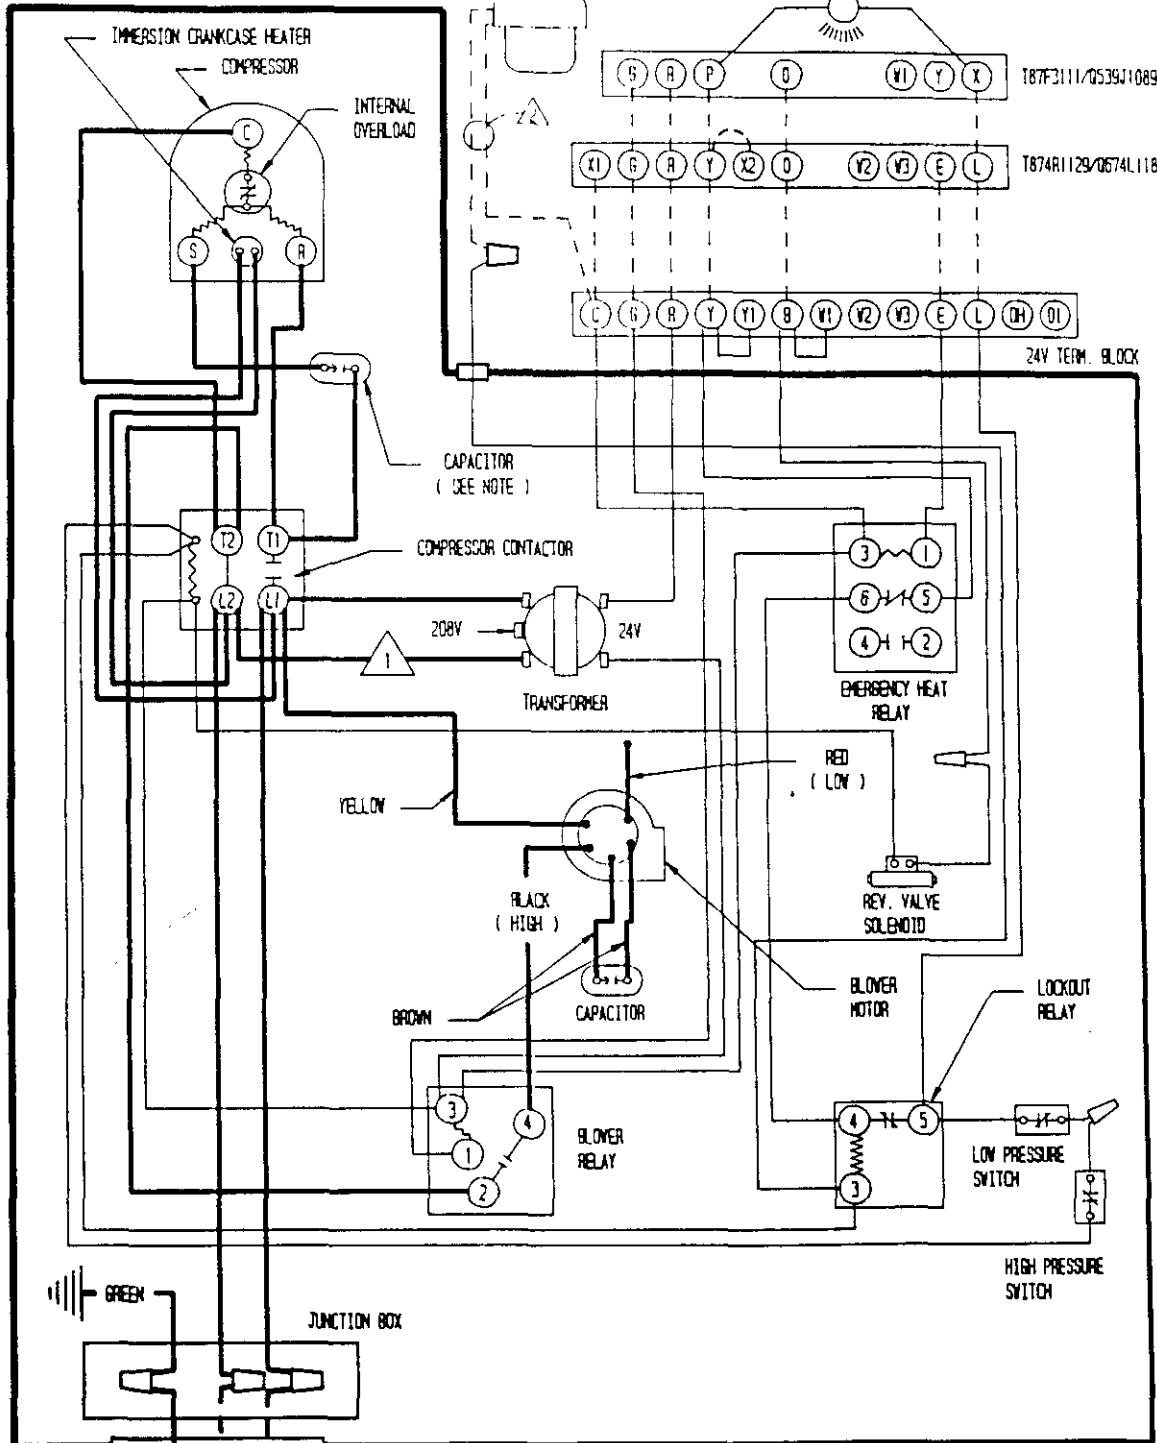 IMMERSION CRANKCASE HEATER
COMPRESSOR
INTERNAL
OVERLOAD
C
S
R
G R P O W1 Y X
T87F3111/Q539J1089
X1 G R Y X2 O W2 W3 E L
T874R1129/Q674L118
C G R Y Y1 B W1 W2 W3 E L DH D1
24V TERM. BLOCK
CAPACITOR
( SEE NOTE )
T2 T1
L2 L1
COMPRESSOR CONTACTOR
208V
24V
1
TRANSFORMER
3 1
6 5
4 2
EMERGENCY HEAT
RELAY
RED
( LOW )
YELLOW
BLACK
( HIGH )
REV. VALVE
SOLENOID
BROWN
CAPACITOR
BLOWER
MOTOR
LOCKOUT
RELAY
3
4
1
2
BLOWER
RELAY
4 5
3
LOW PRESSURE
SWITCH
HIGH PRESSURE
SWITCH
GREEN
JUNCTION BOX